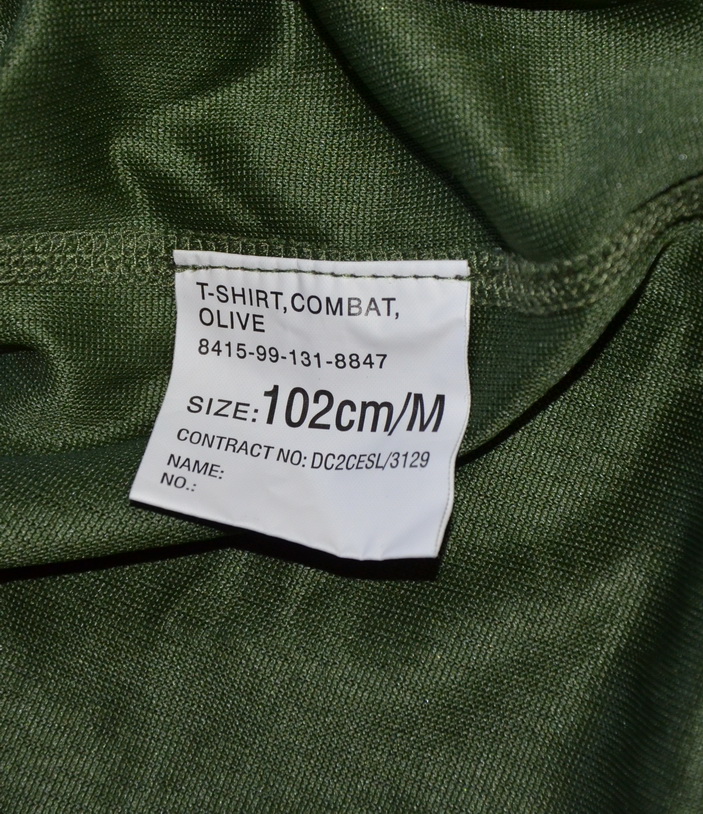 T-SHIRT,COMBAT,
OLIVE
8415-99-131-8847
SIZE:102cm/M
CONTRACT NO: DC2CESL/3129
NAME:
NO.: